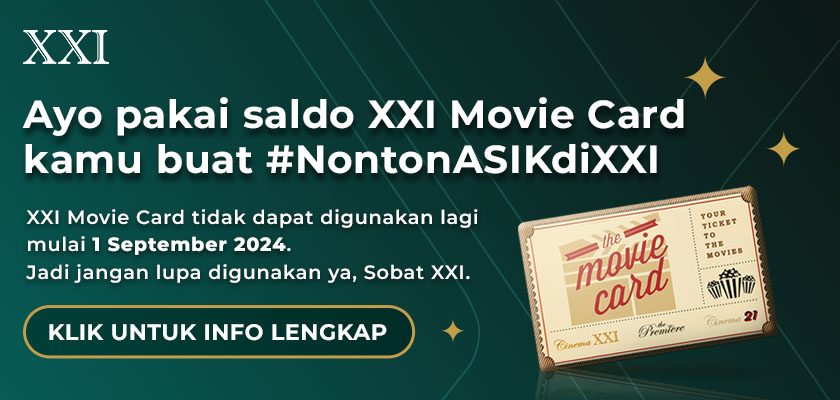 XXI
Ayo pakai saldo XXI Movie Card
kamu buat #NontonASIKdiXXI
XXI Movie Card tidak dapat digunakan lagi
mulai 1 September 2024.
Jadi jangan lupa digunakan ya, Sobat XXI.
KLIK UNTUK INFO LENGKAP
the
movie
card
YOUR
TICKET
TO
THE
MOVIES
Cinema XXI
the Premiere
Cinema 21